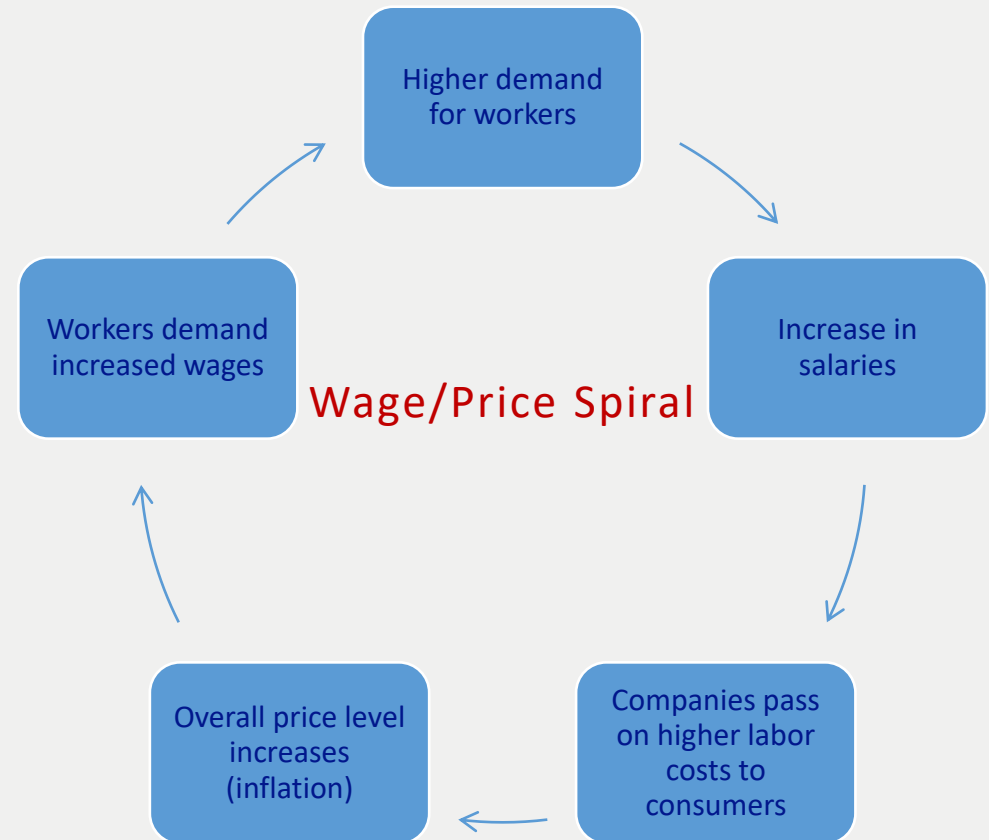 Higher demand
for workers
Increase in
salaries
Companies pass
on higher labor
costs to
consumers
Overall price level
increases
(inflation)
Workers demand
increased wages
Wage/Price Spiral